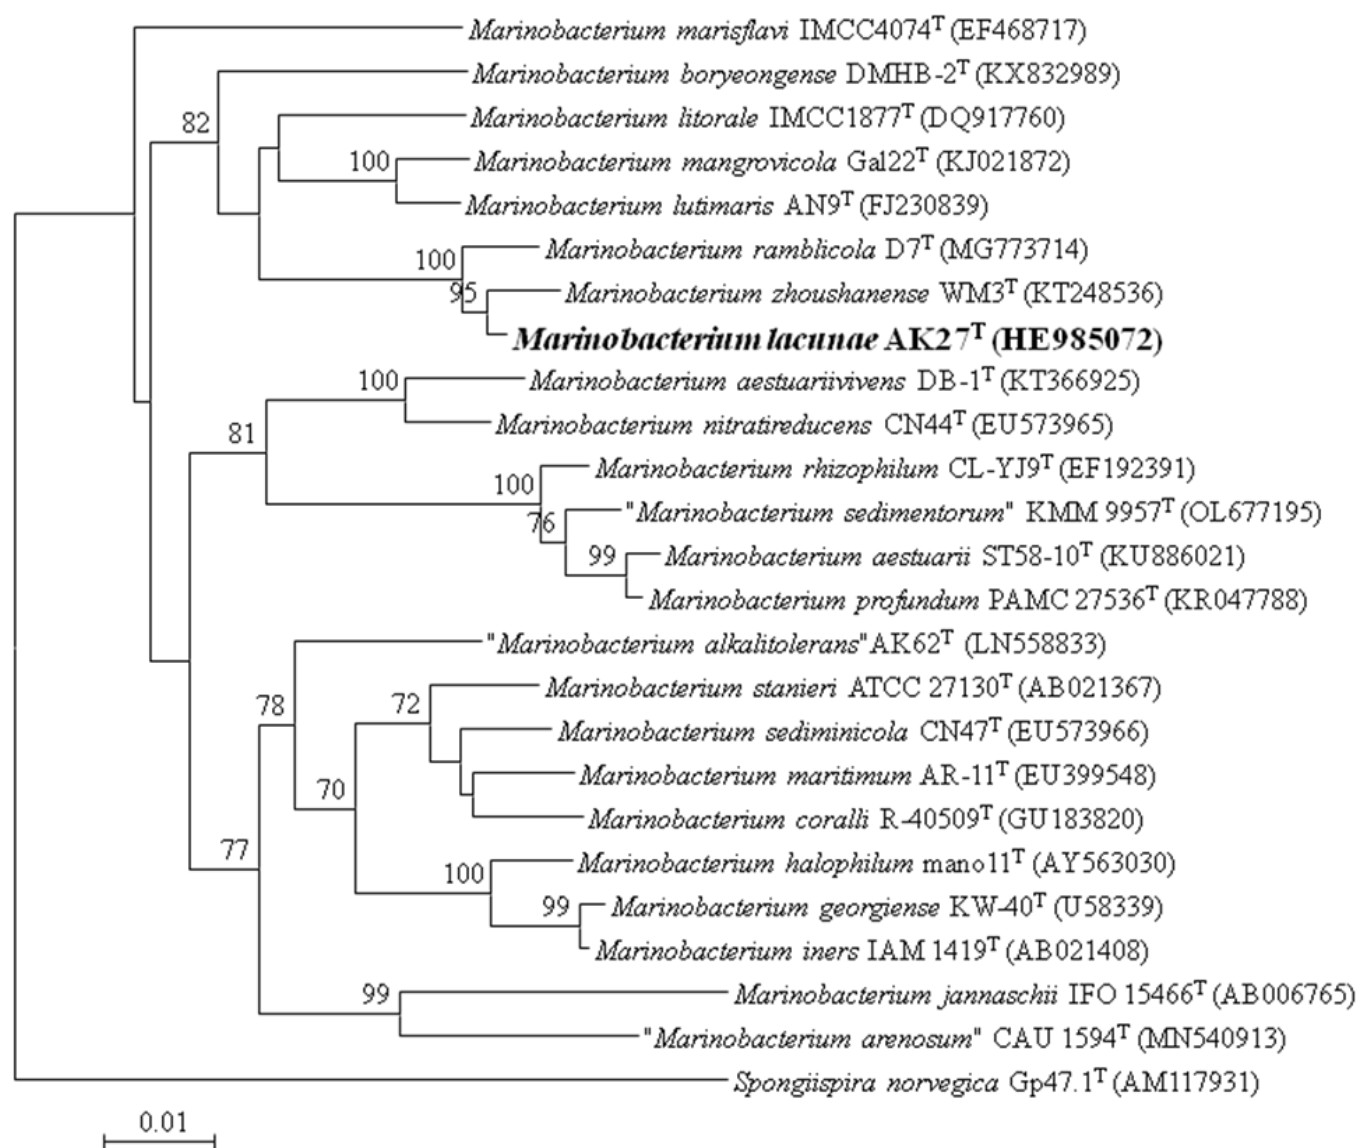 Marinobacterium marisflavi IMCC4074T (EF468717)
Marinobacterium boryeongense DMHB-2T (KX832989)
82
Marinobacterium litorale IMCC1877T (DQ917760)
100
Marinobacterium mangrovicola Gal22T (KJ021872)
Marinobacterium lutimaris AN9T (FJ230839)
100
Marinobacterium ramblicola D7T (MG773714)
95
Marinobacterium zhoushanense WM3T (KT248536)
Marinobacterium lacunae AK27T (HE985072)
100
Marinobacterium aestuariivivens DB-1T (KT366925)
81
Marinobacterium nitratireducens CN44T (EU573965)
100
Marinobacterium rhizophilum CL-YJ9T (EF192391)
76
"Marinobacterium sedimentorum" KMM 9957T (OL677195)
99
Marinobacterium aestuarii ST58-10T (KU886021)
Marinobacterium profundum PAMC 27536T (KR047788)
"Marinobacterium alkalitolerans"AK62T (LN558833)
78
72
Marinobacterium stanieri ATCC 27130T (AB021367)
Marinobacterium sediminicola CN47T (EU573966)
70
Marinobacterium maritimum AR-11T (EU399548)
Marinobacterium coralli R-40509T (GU183820)
77
100
Marinobacterium halophilum mano11T (AY563030)
99
Marinobacterium georgiense KW-40T (U58339)
Marinobacterium iners IAM 1419T (AB021408)
99
Marinobacterium jannaschii IFO 15466T (AB006765)
"Marinobacterium arenosum" CAU 1594T (MN540913)
Spongiispira norvegica Gp47.1T (AM117931)
0.01